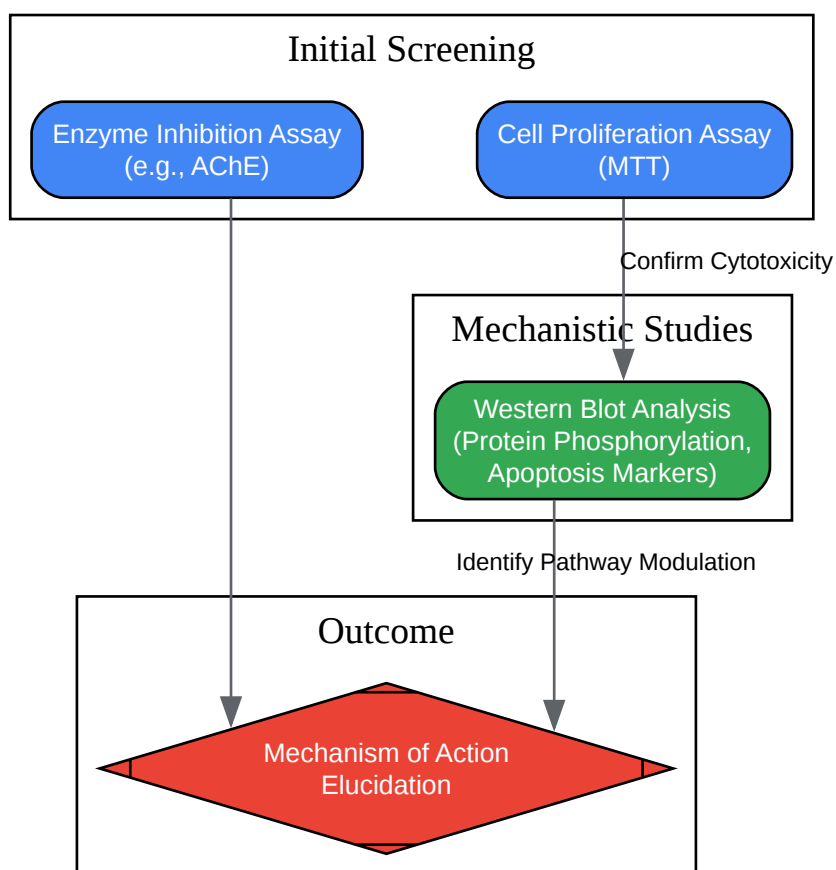 Initial Screening
Enzyme Inhibition Assay
(e.g., AChE)
Cell Proliferation Assay
(MTT)
Confirm Cytotoxicity
Mechanistic Studies
Western Blot Analysis
(Protein Phosphorylation,
Apoptosis Markers)
Identify Pathway Modulation
Outcome
Mechanism of Action
Elucidation